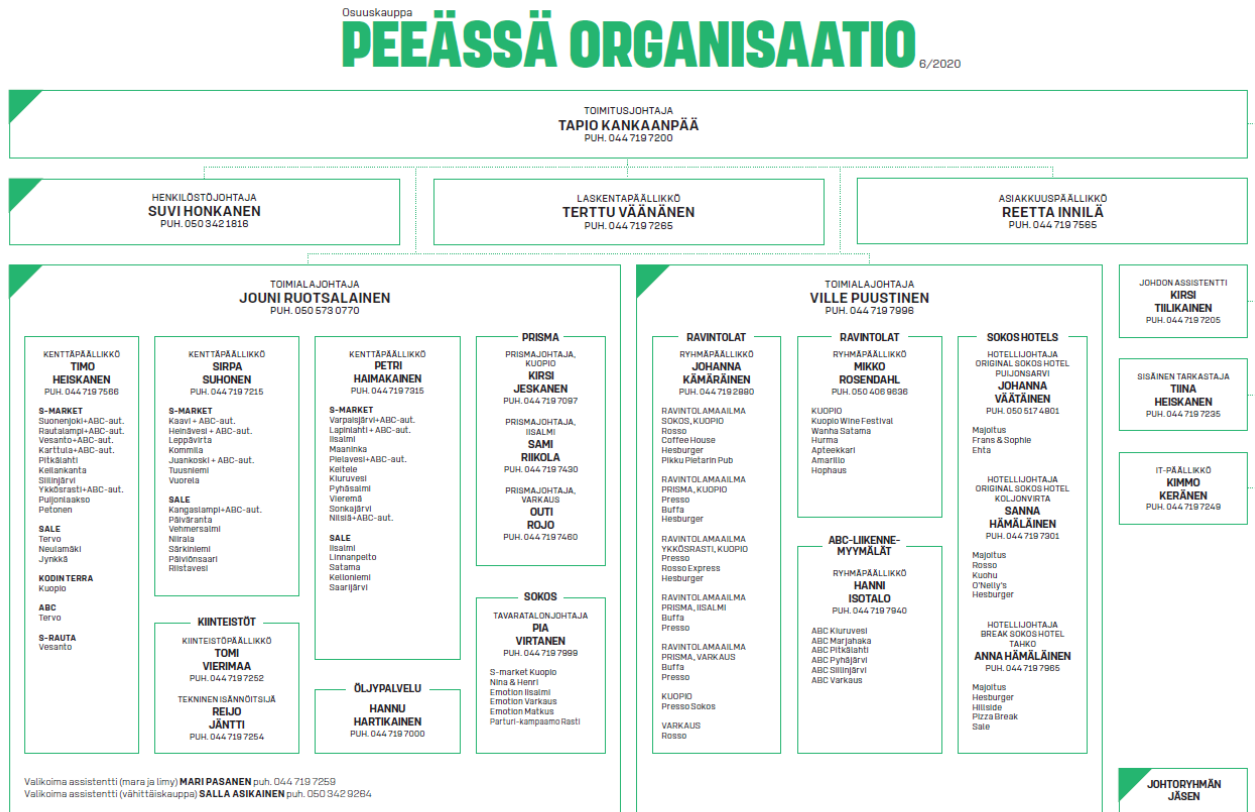 Osuuskauppa
PEEÄSSÄ ORGANISAATIO
6/2020
TOIMITUSJOHTAJA
TAPIO KANKAANPÄÄ
PUH. 044 719 7200
HENKILÖSTÖJOHTAJA
SUVI HONKANEN
PUH. 050 342 1816
LASKENTAPÄÄLLIKKÖ
TERTTU VÄÄNÄNEN
PUH. 044 719 7265
ASIAKKUUSPÄÄLLIKKÖ
REETTA INNILÄ
PUH. 044 719 7565
TOIMIALAJOHTAJA
JOUNI RUOTSALAINEN
PUH. 050 573 0770
KENTTÄPÄÄLLIKKÖ
TIMO
HEISKANEN
PUH. 044 719 7566
S-MARKET
Suonenjoki+ABC-aut.
Rautalampi+ABC-aut.
Vesanto+ABC-aut.
Karttula+ABC-aut.
Pitkälahti
Keilankanta
Siilinjärvi
Ykkösrasti+ABC-aut.
Puijonlaakso
Petonen
SALE
Tervo
Neulamäki
Jynkkä
KODIN TERRA
Kuopio
ABC
Tervo
S-RAUTA
Vesanto
KENTTÄPÄÄLLIKKÖ
SIRPA
SUHONEN
PUH. 044 719 7215
S-MARKET
Kaavi + ABC-aut.
Heinävesi + ABC-aut.
Leppävirta
Kommila
Juankoski + ABC-aut.
Tuusniemi
Vuorela
SALE
Kangaslampi+ABC-aut.
Päiväranta
Vehmersalmi
Niirala
Särkiniemi
Päiviönsaari
Riistavesi
KIINTEISTÖT
KIINTEISTÖPÄÄLLIKKÖ
TOMI
VIERIMAA
PUH. 044 719 7252
TEKNINEN ISÄNNÖITSIJÄ
REIJO
JÄNTTI
PUH. 044 719 7254
KENTTÄPÄÄLLIKKÖ
PETRI
HAIMAKAINEN
PUH. 044 719 7315
S-MARKET
Varpaisjärvi+ABC-aut.
Lapinlahti + ABC-aut.
Iisalmi
Maaninka
Pielavesi+ABC-aut.
Keitele
Kiuruvesi
Pyhäsalmi
Vieremä
Sonkajärvi
Nilsiä+ABC-aut.
SALE
Iisalmi
Linnanpelto
Satama
Kelloniemi
Saarijärvi
ÖLJYPALVELU
HANNU
HARTIKAINEN
PUH. 044 719 7000
PRISMA
PRISMAJOHTAJA,
KUOPIO
KIRSI
JESKANEN
PUH. 044 719 7097
PRISMAJOHTAJA,
IISALMI
SAMI
RIIKOLA
PUH. 044 719 7430
PRISMAJOHTAJA,
VARKAUS
OUTI
ROJO
PUH. 044 719 7460
SOKOS
TAVARATALONJOHTAJA
PIA
VIRTANEN
PUH. 044 719 7999
S-market Kuopio
Nina & Henri
Emotion Iisalmi
Emotion Varkaus
Emotion Matkus
Parturi-kampaamo Rasti
Valikoima assistentti (mara ja limy) MARI PASANEN puh. 044 719 7259
Valikoima assistentti (vähittäiskauppa) SALLA ASIKAINEN puh. 050 342 9264
TOIMIALAJOHTAJA
VILLE PUUSTINEN
PUH. 044 719 7996
RAVINTOLAT
RYHMÄPÄÄLLIKKÖ
JOHANNA
KÄMÄRÄINEN
PUH. 044 719 2880
RAVINTOLAMAAILMA
SOKOS, KUOPIO
Rosso
Coffee House
Hesburger
Pikku Pietarin Pub
RAVINTOLAMAAILMA
PRISMA, KUOPIO
Presso
Buffa
Hesburger
RAVINTOLAMAAILMA
YKKÖSRASTI, KUOPIO
Presso
Rosso Express
Hesburger
RAVINTOLAMAAILMA
PRISMA, IISALMI
Buffa
Presso
RAVINTOLAMAAILMA
PRISMA, VARKAUS
Buffa
Presso
KUOPIO
Presso Sokos
VARKAUS
Rosso
RAVINTOLAT
RYHMÄPÄÄLLIKKÖ
MIKKO
ROSENDAHL
PUH. 050 406 9636
KUOPIO
Kuopio Wine Festival
Wanha Satama
Hurma
Apteekkari
Amarillo
Hophaus
ABC-LIIKENNE-
MYYMÄLÄT
RYHMÄPÄÄLLIKKÖ
HANNI
ISOTALO
PUH. 044 719 7940
ABC Kiuruvesi
ABC Marjahaka
ABC Pitkälahti
ABC Pyhäjärvi
ABC Siilinjärvi
ABC Varkaus
SOKOS HOTELS
HOTELLIJOHTAJA
ORIGINAL SOKOS HOTEL
PUIJONSARVI
JOHANNA
VÄÄTÄINEN
PUH. 050 517 4801
Majoitus
Frans & Sophie
Ehta
HOTELLIJOHTAJA
ORIGINAL SOKOS HOTEL
KOLJONVIRTA
SANNA
HÄMÄLÄINEN
PUH. 044 719 7301
Majoitus
Rosso
Kuohu
O'Nelly's
Hesburger
HOTELLIJOHTAJA
BREAK SOKOS HOTEL
TAHKO
ANNA HÄMÄLÄINEN
PUH. 044 719 7965
Majoitus
Hesburger
Hillside
Pizza Break
Sale
JOHDON ASSISTENTTI
KIRSI
TIILIKAINEN
PUH. 044 719 7205
SISÄINEN TARKASTAJA
TIINA
HEISKANEN
PUH. 044 719 7235
IT-PÄÄLLIKKÖ
KIMMO
KERÄNEN
PUH. 044 719 7249
JOHTORYHMÄN
JÄSEN